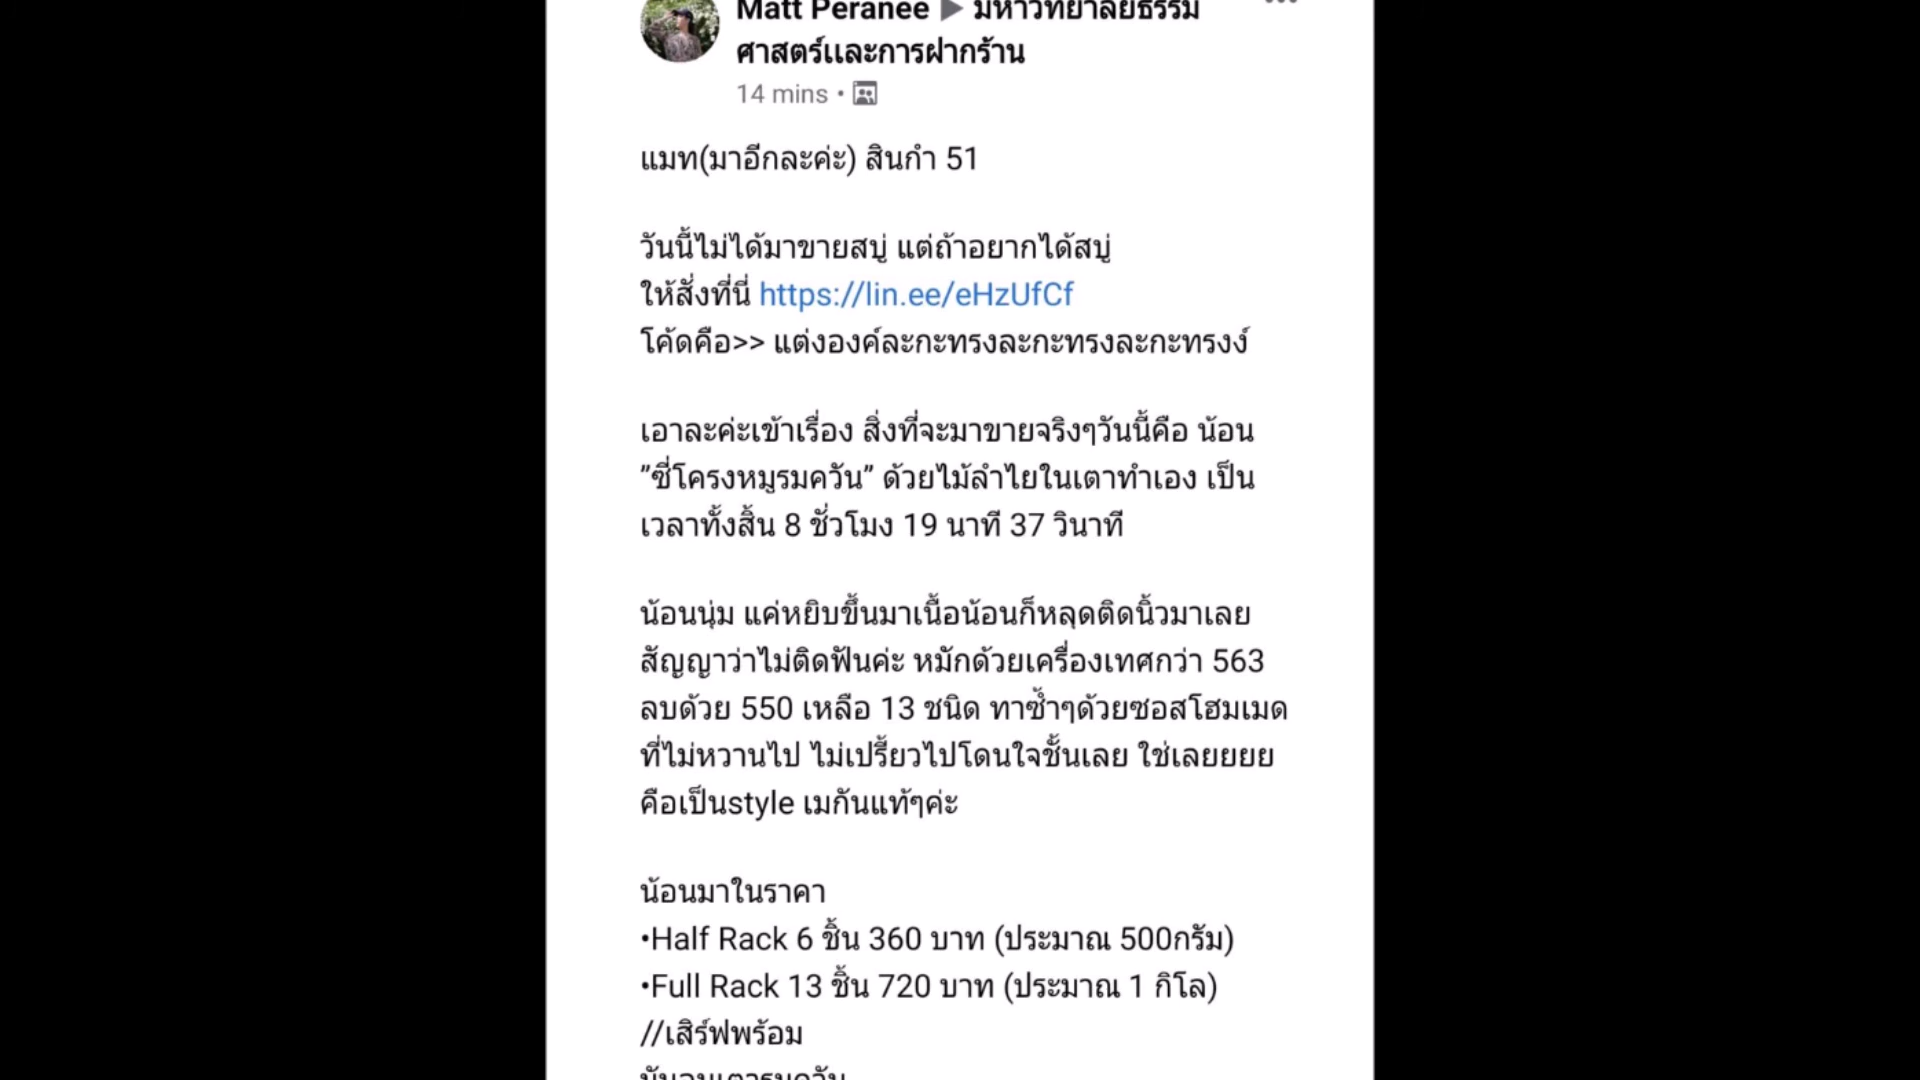 Matt Peranee ▶ มหาวิทยาลัยธรรม
ศาสตร์และการฝากร้าน
14 mins •
แมท(มาอีกละค่ะ) สินกำ 51
วันนี้ไม่ได้มาขายสบู่ แต่ถ้าอยากได้สบู่
ให้สั่งที่นี่ https://lin.ee/eHzUfCf
โค้ดคือ>> แต่งองค์ละกะทรงละกะทรงละกะทรงง์
เอาละค่ะเข้าเรื่อง สิ่งที่จะมาขายจริงๆวันนี้คือ น้อน
”ซี่โครงหมูรมควัน” ด้วยไม้ลำไยในเตาทำเอง เป็น
เวลาทั้งสิ้น 8 ชั่วโมง 19 นาที 37 วินาที
น้อนนุ่ม แค่หยิบขึ้นมาเนื้อน้อนก็หลุดติดนิ้วมาเลย
สัญญาว่าไม่ติดฟันค่ะ หมักด้วยเครื่องเทศกว่า 563
ลบด้วย 550 เหลือ 13 ชนิด ทาซ้ำๆด้วยซอสโฮมเมด
ที่ไม่หวานไป ไม่เปรี้ยวไปโดนใจชั้นเลย ใช่เลยยยย
คือเป็นstyle เมกันแท้ๆค่ะ
น้อนมาในราคา
•Half Rack 6 ชิ้น 360 บาท (ประมาณ 500กรัม)
•Full Rack 13 ชิ้น 720 บาท (ประมาณ 1 กิโล)
//เสิร์ฟพร้อม